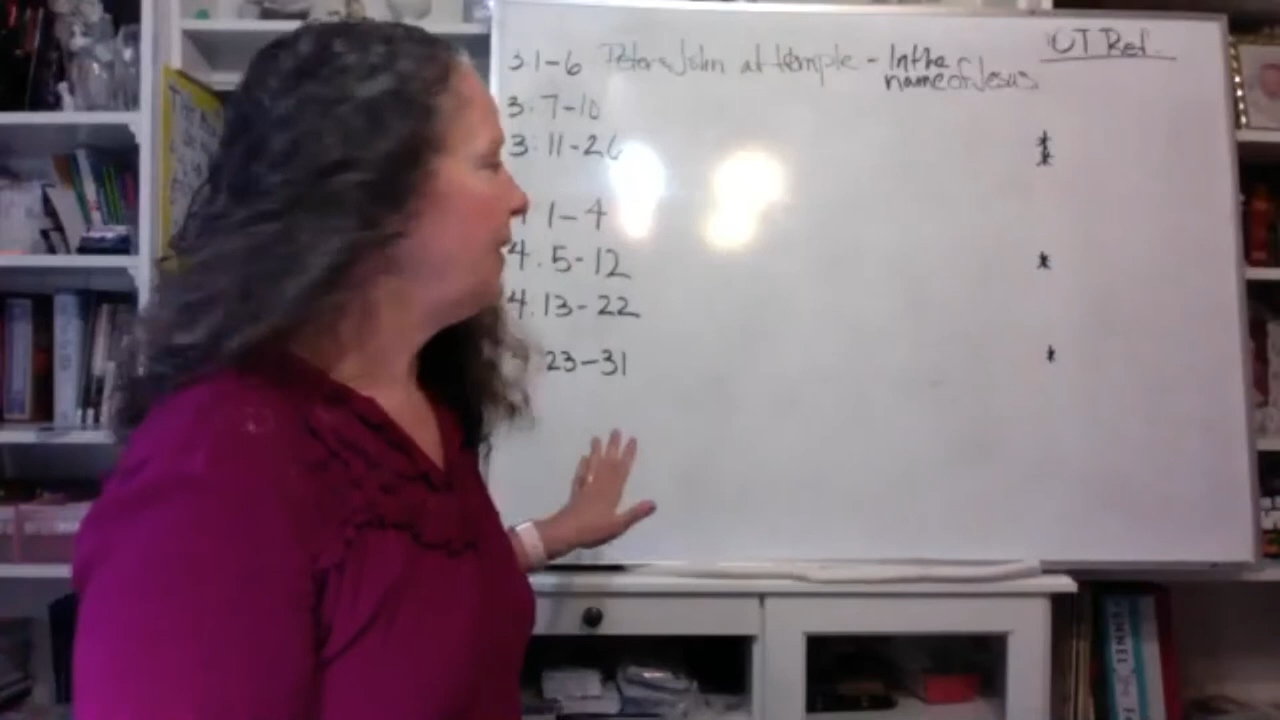 OT Ref.
3:1-6 Peter & John at temple - In the
name of Jesus
3:7-10
3:11-26
1-4
4:5-12
4:13-22
23-31